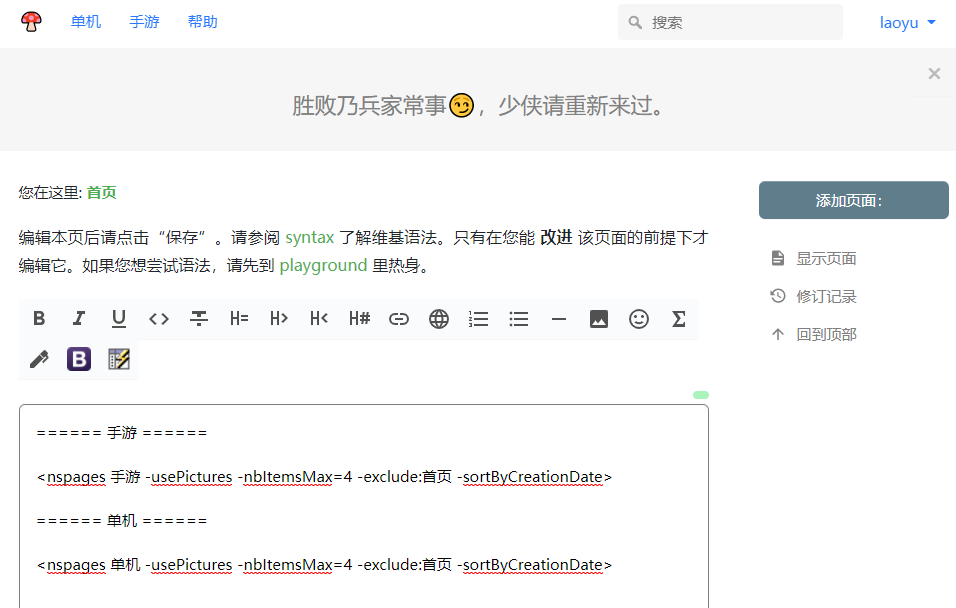 单机 手游 帮助 搜索 laoyu
胜败乃兵家常事😏，少侠请重新来过。
您在这里: 首页
添加页面：
编辑本页后请点击“保存”。请参阅 syntax 了解维基语法。只有在您能 改进 该页面的前提下才
编辑它。如果您想尝试语法，请先到 playground 里热身。
显示页面
修订记录
回到顶部
B I U <> T H= H> H< H# Σ
B
====== 手游 ======
<nspages 手游 -usePictures -nbItemsMax=4 -exclude:首页 -sortByCreationDate>
====== 单机 ======
<nspages 单机 -usePictures -nbItemsMax=4 -exclude:首页 -sortByCreationDate>